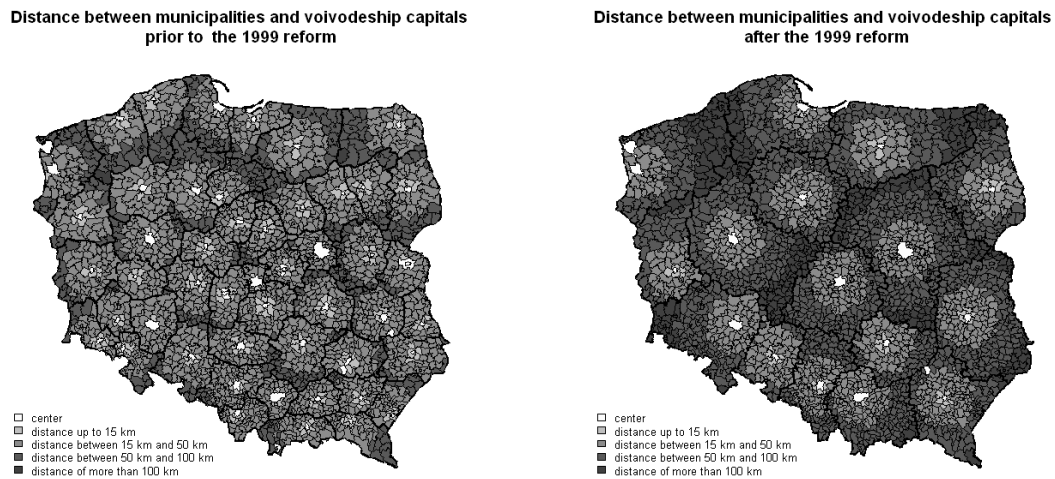 Distance between municipalities and voivodeship capitals
prior to the 1999 reform
center
distance up to 15 km
distance between 15 km and 50 km
distance between 50 km and 100 km
distance of more than 100 km
Distance between municipalities and voivodeship capitals
after the 1999 reform
center
distance up to 15 km
distance between 15 km and 50 km
distance between 50 km and 100 km
distance of more than 100 km